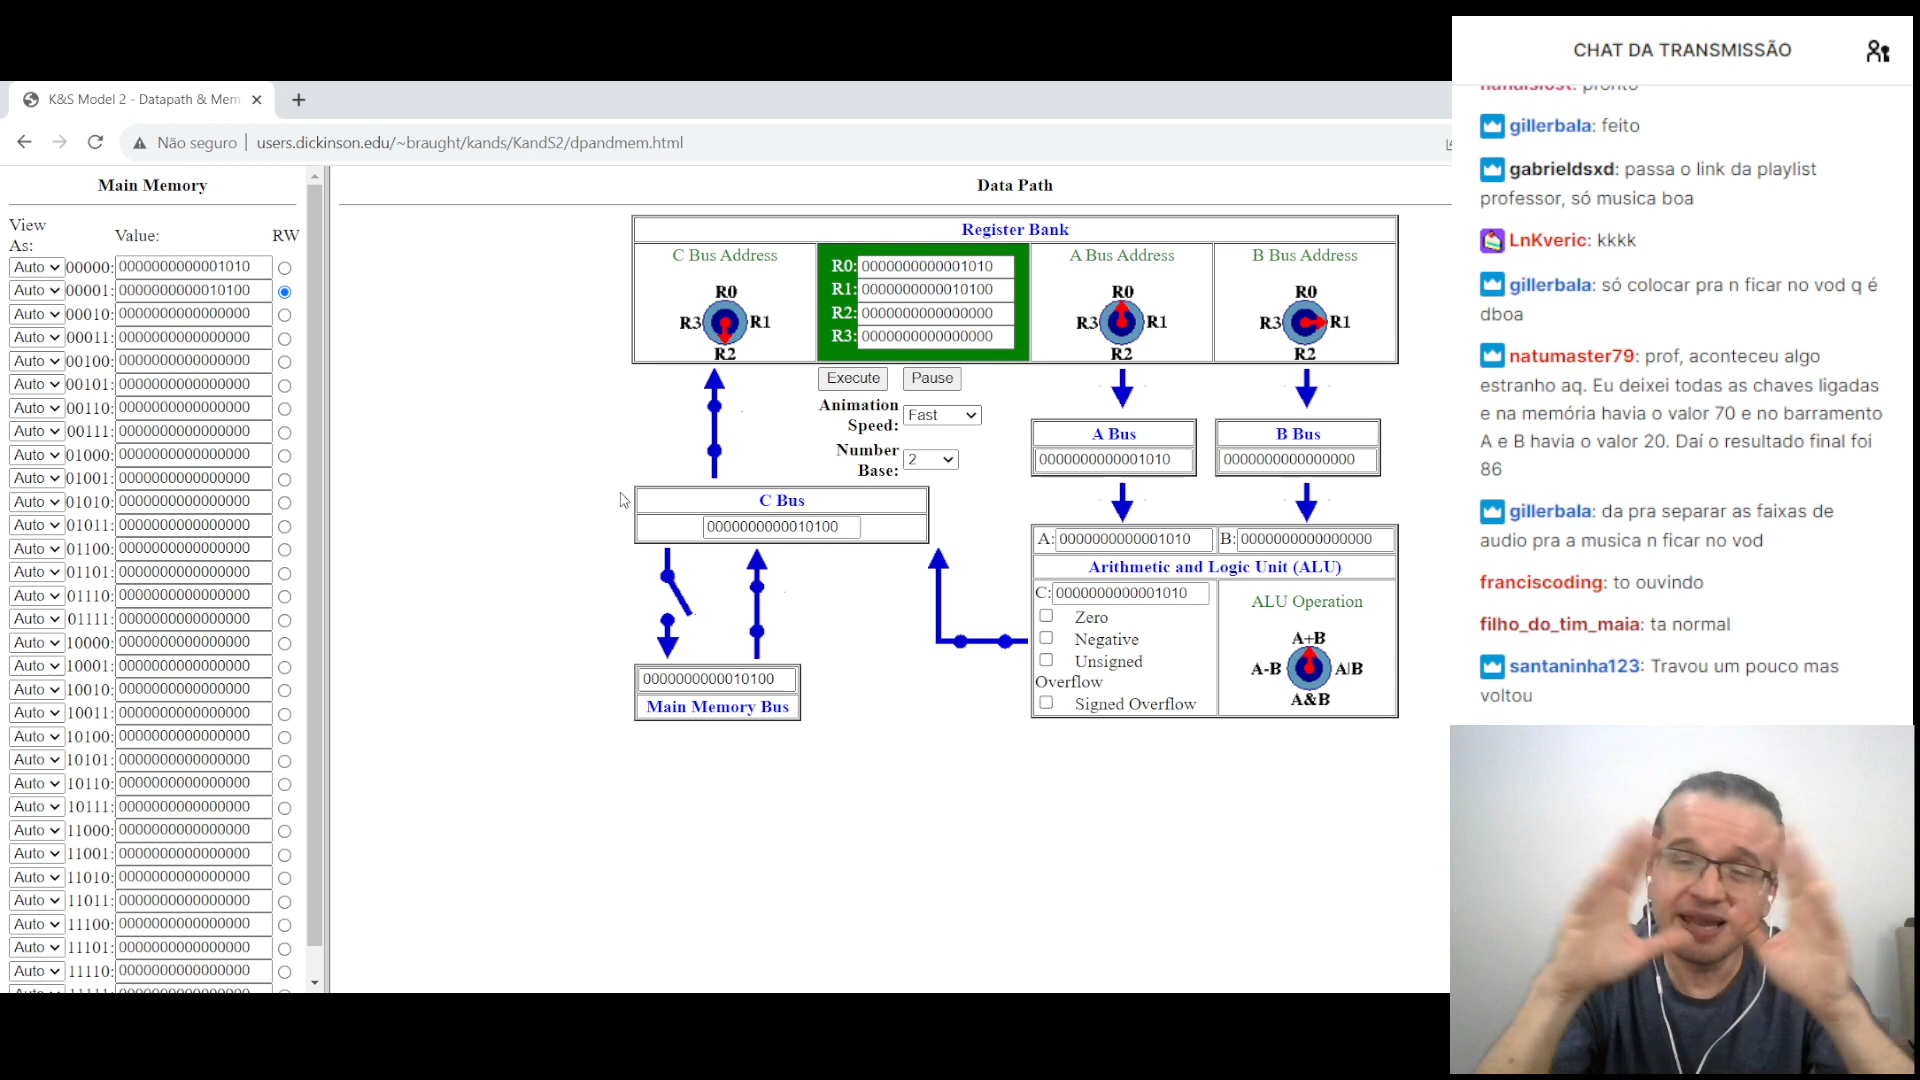 K&S Model 2 - Datapath & Mem
Não seguro
users.dickinson.edu/~braught/kands/KandS2/dpandmem.html
Main Memory
View As: Value: RW
Auto 00000: 0000000000001010
Auto 00001: 0000000000010100
Auto 00010: 0000000000000000
Auto 00011: 0000000000000000
Auto 00100: 0000000000000000
Auto 00101: 0000000000000000
Auto 00110: 0000000000000000
Auto 00111: 0000000000000000
Auto 01000: 0000000000000000
Auto 01001: 0000000000000000
Auto 01010: 0000000000000000
Auto 01011: 0000000000000000
Auto 01100: 0000000000000000
Auto 01101: 0000000000000000
Auto 01110: 0000000000000000
Auto 01111: 0000000000000000
Auto 10000: 0000000000000000
Auto 10001: 0000000000000000
Auto 10010: 0000000000000000
Auto 10011: 0000000000000000
Auto 10100: 0000000000000000
Auto 10101: 0000000000000000
Auto 10110: 0000000000000000
Auto 10111: 0000000000000000
Auto 11000: 0000000000000000
Auto 11001: 0000000000000000
Auto 11010: 0000000000000000
Auto 11011: 0000000000000000
Auto 11100: 0000000000000000
Auto 11101: 0000000000000000
Auto 11110: 0000000000000000
Data Path
Register Bank
C Bus Address
R0
R3 R1
R2
R0: 0000000000001010
R1: 0000000000010100
R2: 0000000000000000
R3: 0000000000000000
A Bus Address
R0
R3 R1
R2
B Bus Address
R0
R3 R1
R2
Execute Pause
Animation Speed: Fast
Number Base: 2
A Bus
0000000000001010
B Bus
0000000000000000
C Bus
0000000000010100
A: 0000000000001010 B: 0000000000000000
Arithmetic and Logic Unit (ALU)
C: 0000000000001010
Zero
Negative
Unsigned
Overflow
Signed Overflow
ALU Operation
A+B
A-B A|B
A&B
0000000000010100
Main Memory Bus
CHAT DA TRANSMISSÃO
gillerbala: feito
gabrieldsxd: passa o link da playlist
professor, só musica boa
LnKveric: kkkk
gillerbala: só colocar pra n ficar no vod q é
dboa
natumaster79: prof, aconteceu algo
estranho aq. Eu deixei todas as chaves ligadas
e na memória havia o valor 70 e no barramento
A e B havia o valor 20. Daí o resultado final foi
86
gillerbala: da pra separar as faixas de
audio pra a musica n ficar no vod
franciscoding: to ouvindo
filho_do_tim_maia: ta normal
santaninha123: Travou um pouco mas
voltou